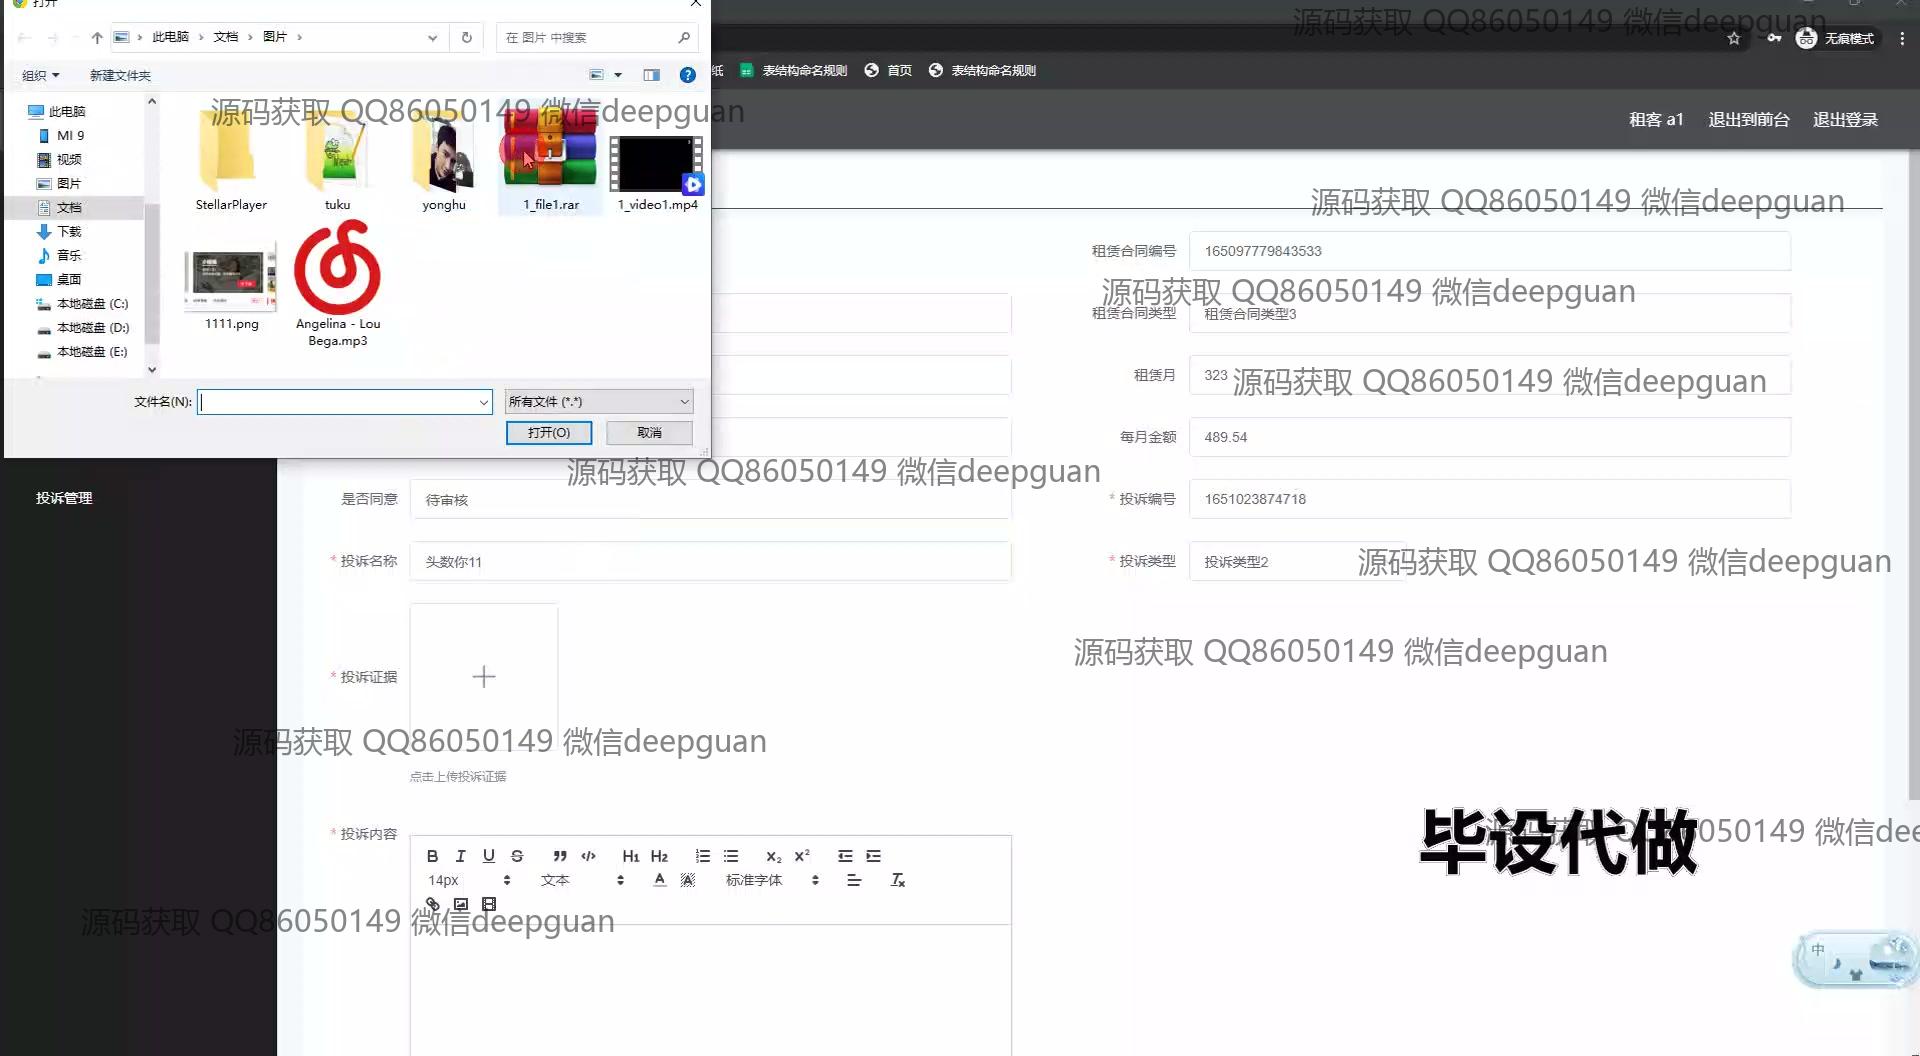 打开
此电脑 › 文档 › 图片 ›
在 图片 中搜索
组织
新建文件夹
此电脑
MI 9
视频
图片
文档
下载
音乐
桌面
本地磁盘 (C:)
本地磁盘 (D:)
本地磁盘 (E:)
StellarPlayer
tuku
yonghu
1_file1.rar
1_video1.mp4
1111.png
Angelina - Lou
Bega.mp3
文件名(N):
所有文件 (*.*)
打开(O)
取消
无痕模式
纸
表结构命名规则
首页
表结构命名规则
租客 a1
退出到前台
退出登录
投诉管理
租赁合同编号
165097779843533
租赁合同类型
租赁合同类型3
租赁月
323
每月金额
489.54
是否同意
待审核
* 投诉编号
1651023874718
* 投诉名称
头数你11
* 投诉类型
投诉类型2
* 投诉证据
点击上传投诉证据
* 投诉内容
B I U S
H1 H2
X2 X2
14px
文本
标准字体
毕设代做
中
源码获取 QQ86050149 微信deepguan
源码获取 QQ86050149 微信deepguan
源码获取 QQ86050149 微信deepguan
源码获取 QQ86050149 微信deepguan
源码获取 QQ86050149 微信deepguan
源码获取 QQ86050149 微信deepguan
源码获取 QQ86050149 微信deepguan
源码获取 QQ86050149 微信deepguan
源码获取 QQ86050149 微信deepguan
源码获取 QQ86050149 微信dee
源码获取 QQ86050149 微信deepguan